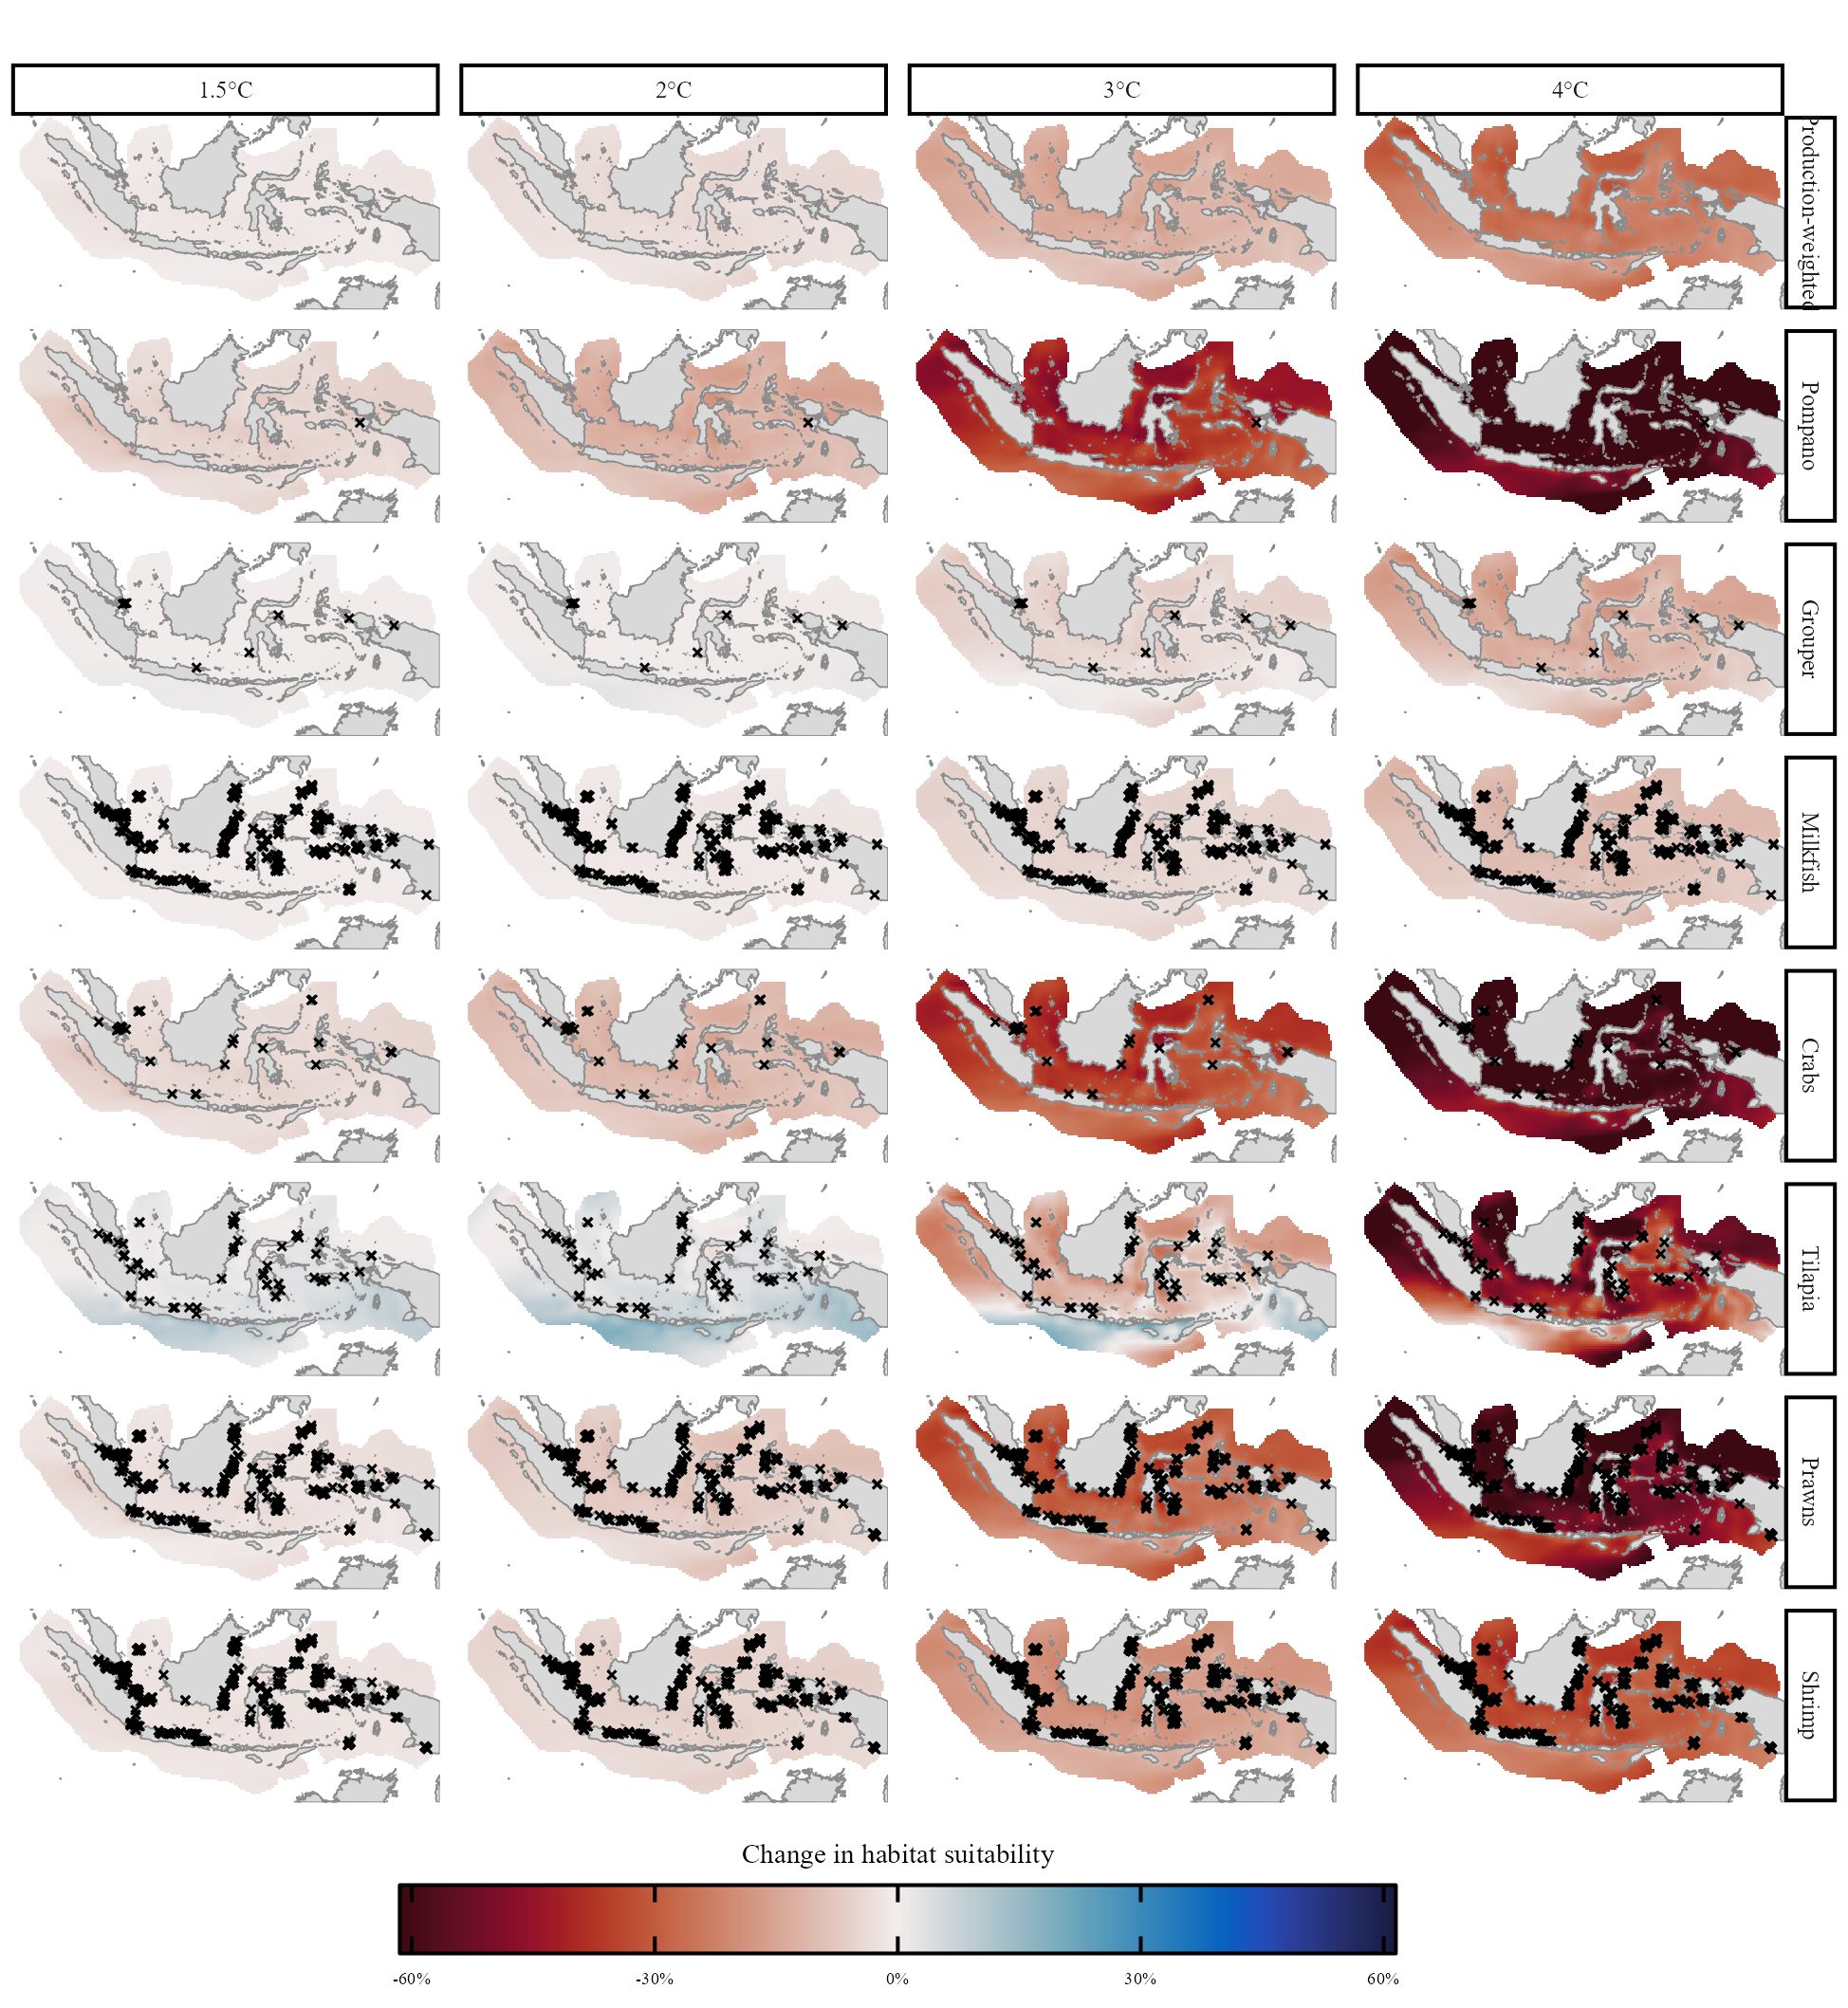 1.5°C
2°C
3°C
4°C
Production-weighted
Pompano
Grouper
Milkfish
Crabs
Tilapia
Prawns
Shrimp
Change in habitat suitability
-60%
-30%
0%
30%
60%